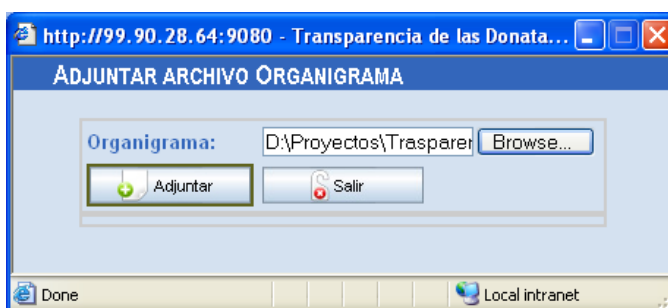 http://99.90.28.64:9080 - Transparencia de las Donata...
ADJUNTAR ARCHIVO ORGANIGRAMA
Organigrama: D:\Proyectos\Trasparer Browse...
Adjuntar Salir
Done Local intranet